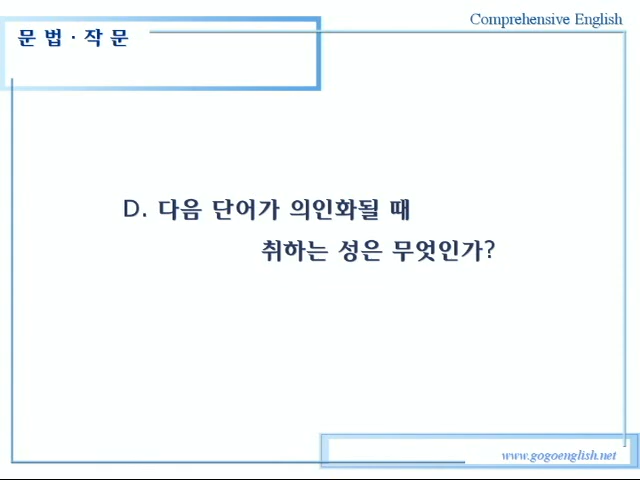 Comprehensive English
문 법 · 작 문
D. 다음 단어가 의인화될 때
취하는 성은 무엇인가?
www.gogoenglish.net